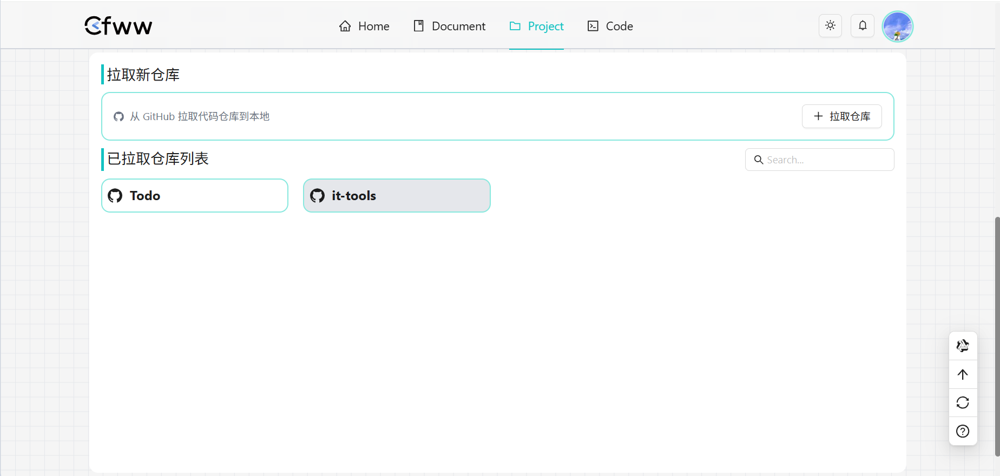 Cfww
Home
Document
Project
Code
拉取新仓库
从 GitHub 拉取代码仓库到本地
拉取仓库
已拉取仓库列表
Search...
Todo
it-tools